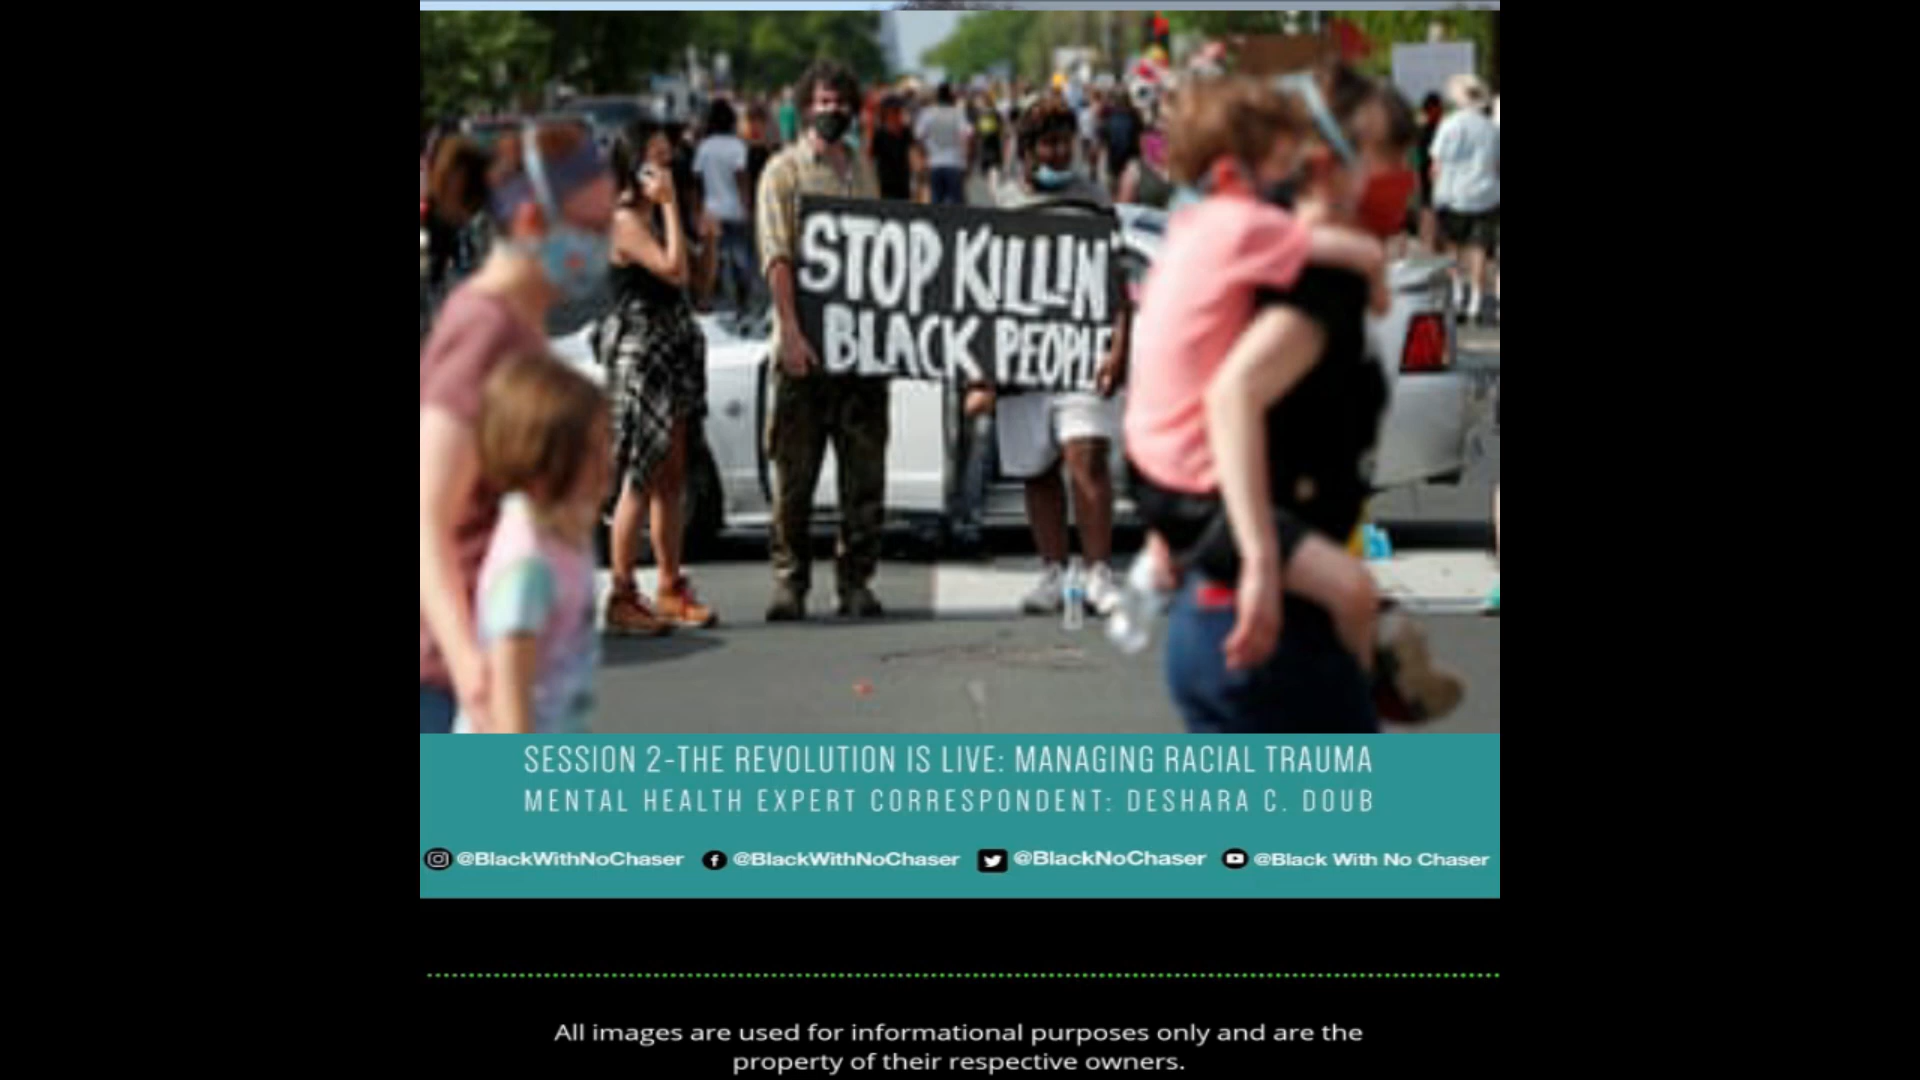 STOP KILLIN'
BLACK PEOPLE
SESSION 2-THE REVOLUTION IS LIVE: MANAGING RACIAL TRAUMA
MENTAL HEALTH EXPERT CORRESPONDENT: DESHARA C. DOUB
@BlackWithNoChaser @BlackWithNoChaser @BlackNoChaser @Black With No Chaser
All images are used for informational purposes only and are the
property of their respective owners.